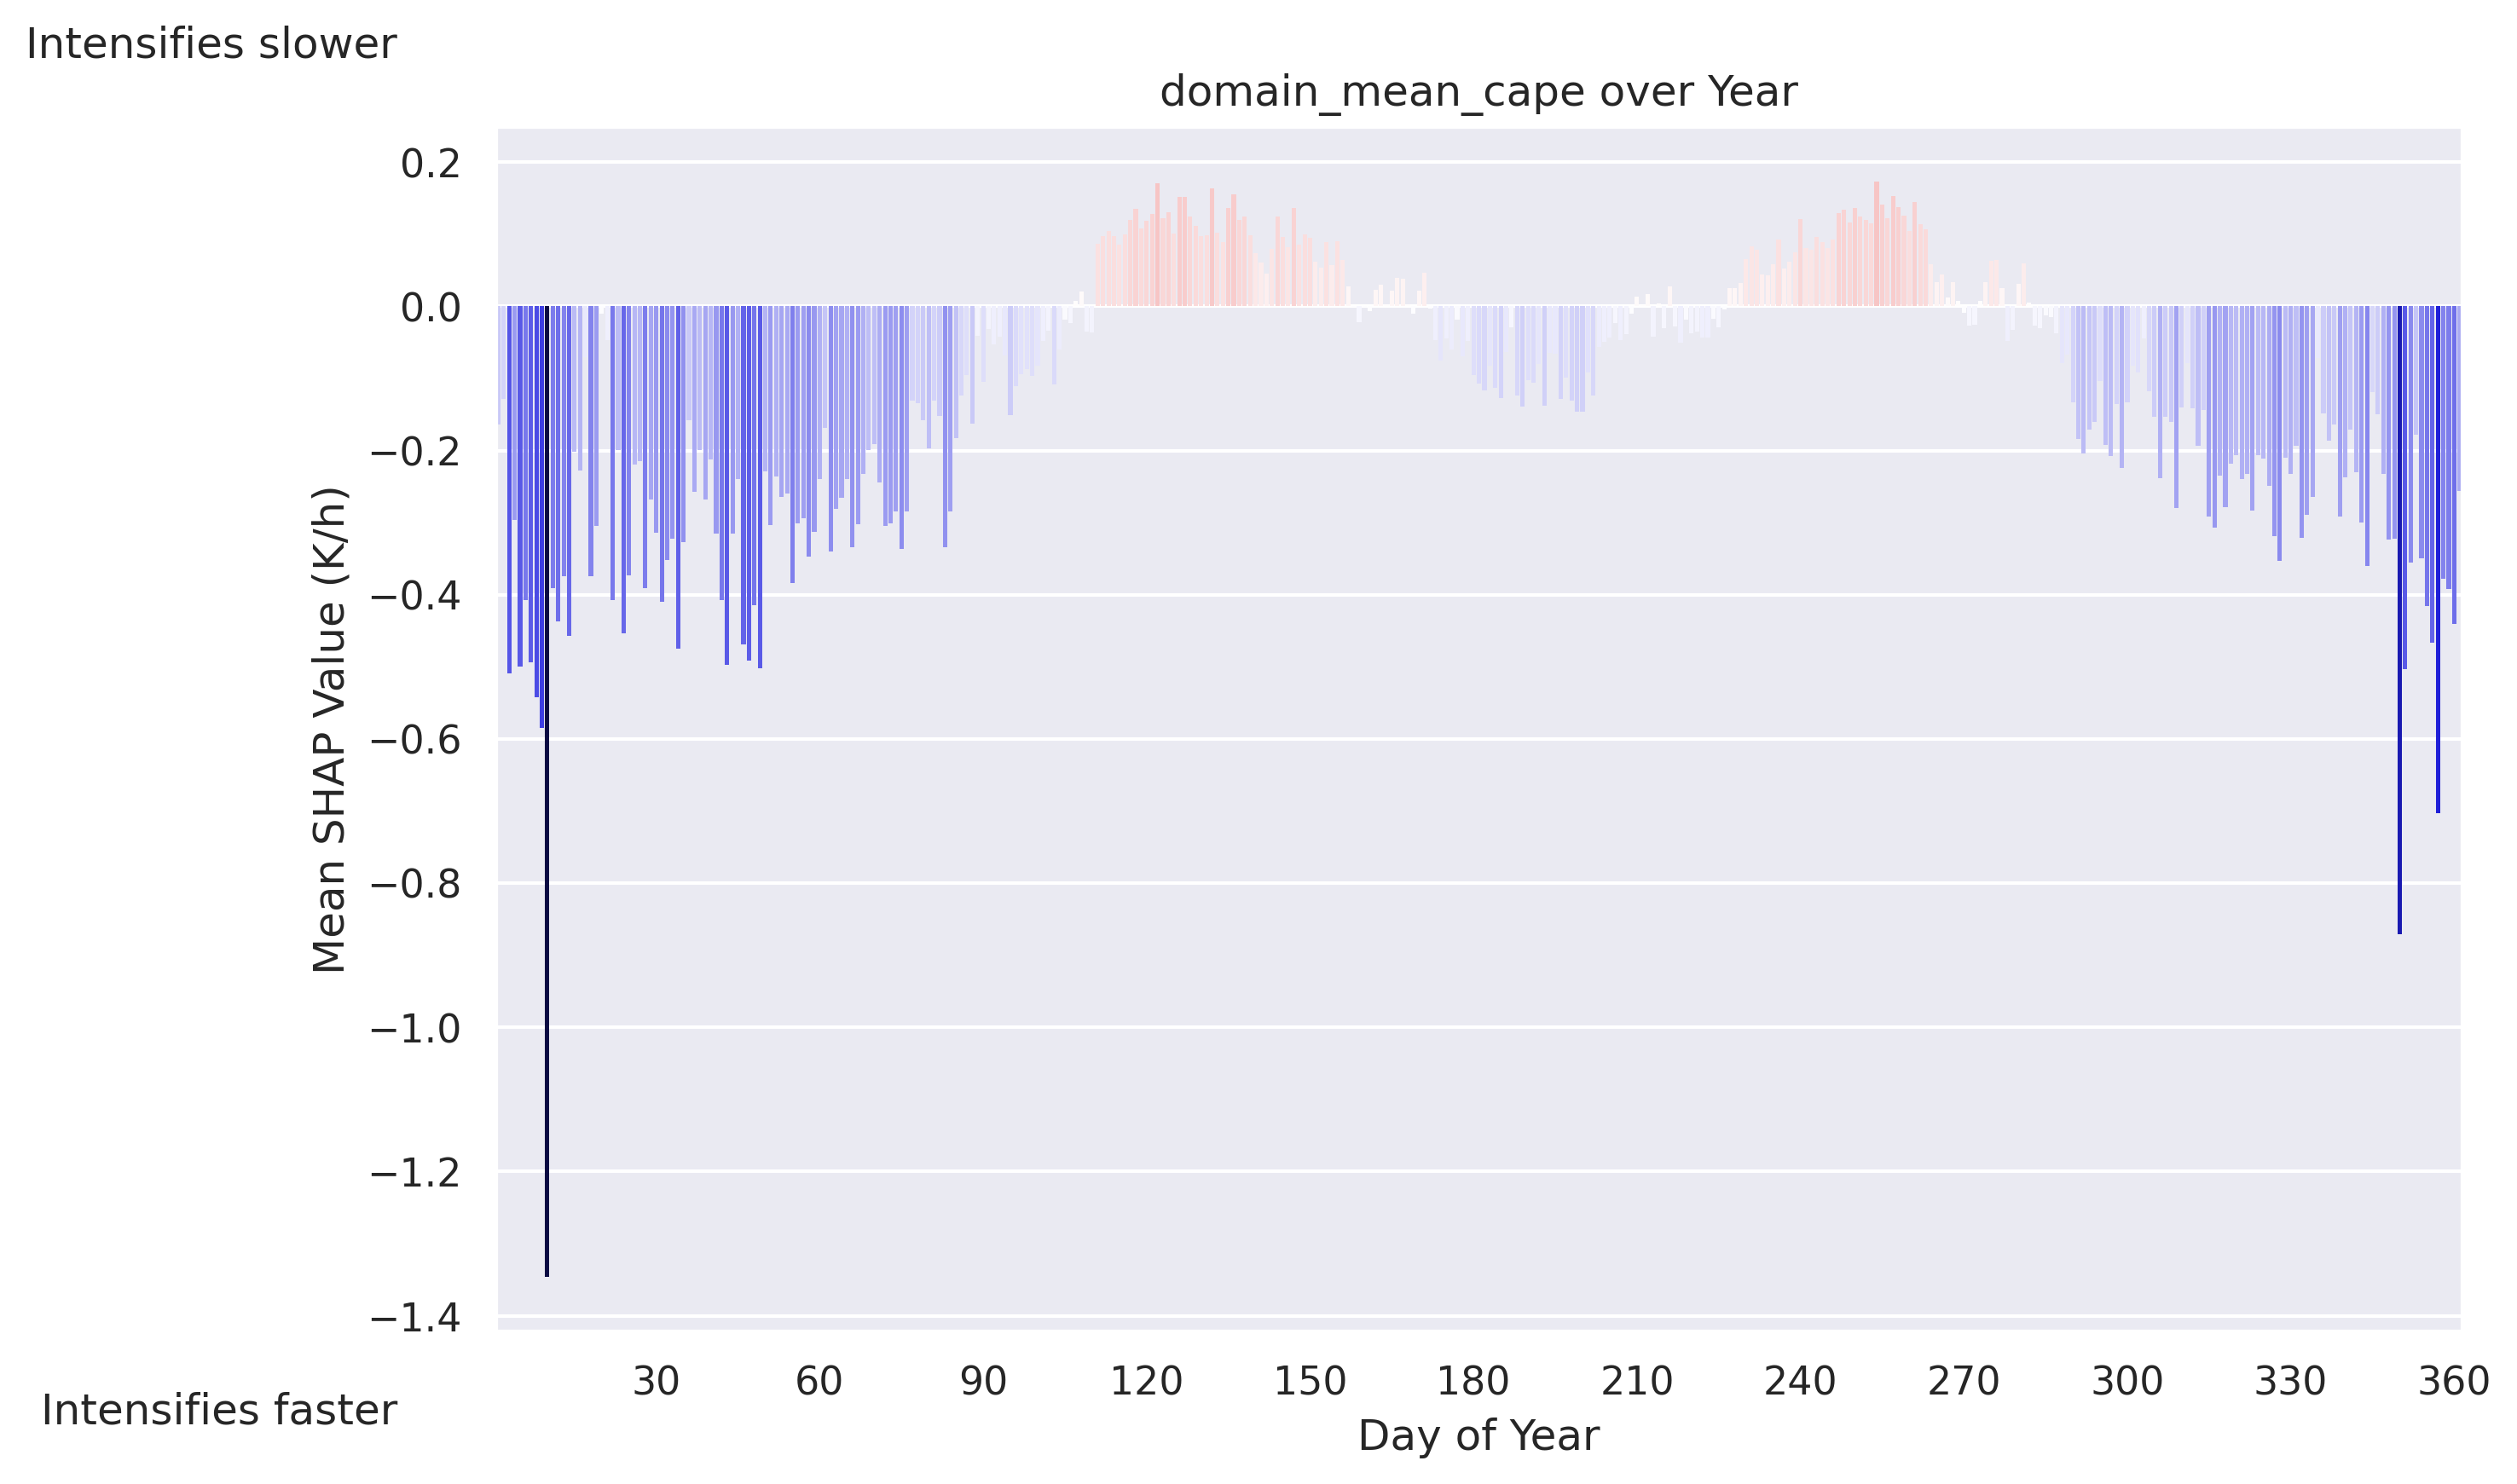 Intensifies slower
domain_mean_cape over Year
0.2
0.0
−0.2
−0.4
−0.6
−0.8
−1.0
−1.2
−1.4
Mean SHAP Value (K/h)
30 60 90 120 150 180 210 240 270 300 330 360
Intensifies faster
Day of Year